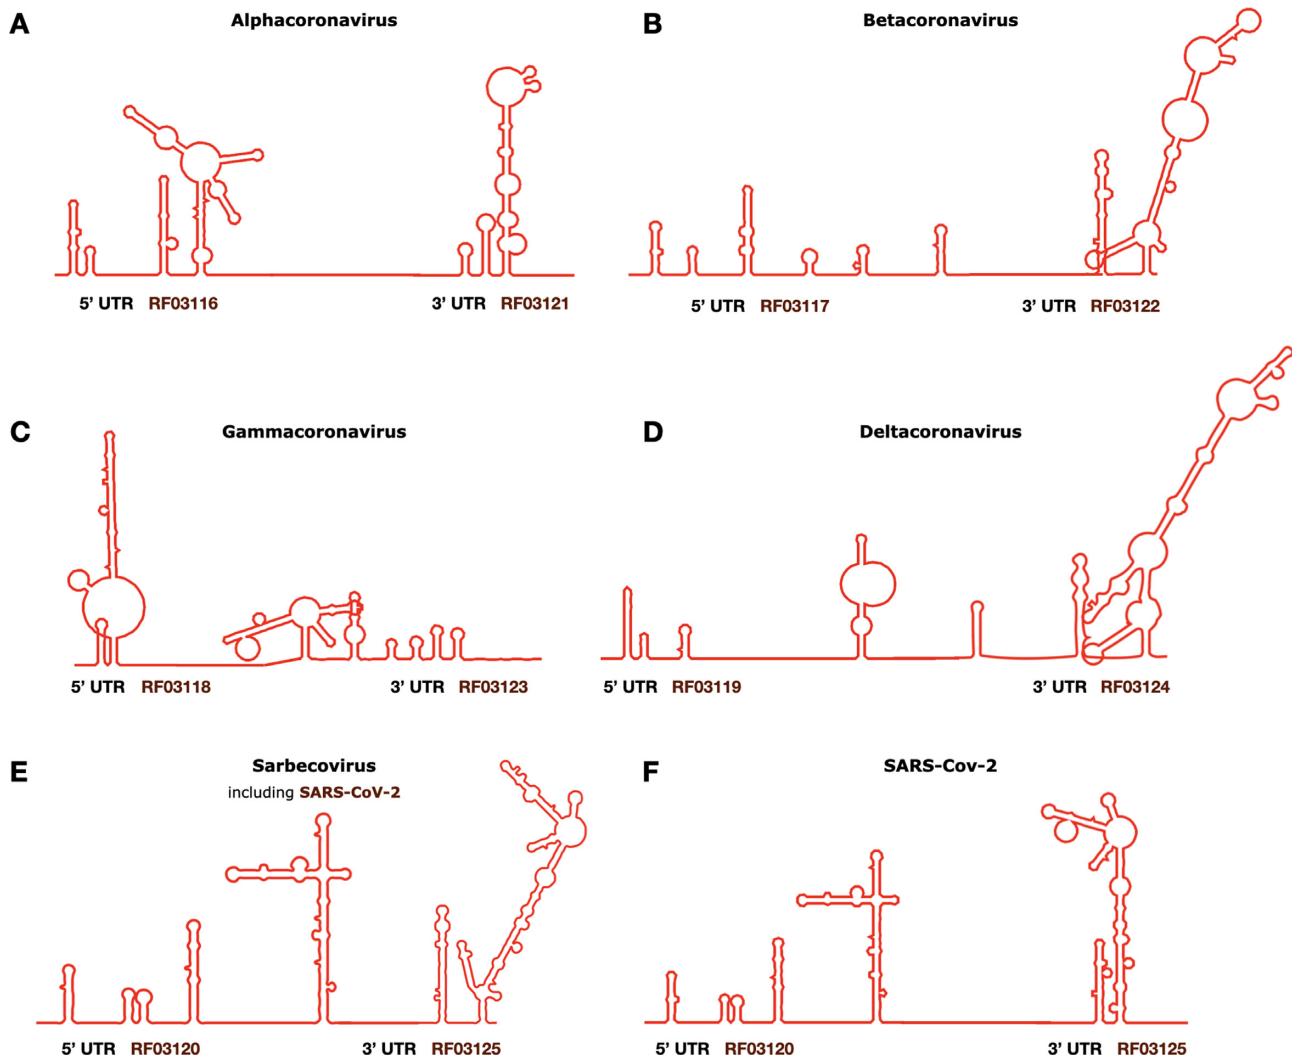 A Alphacoronavirus
B Betacoronavirus
5’ UTR RF03116
3’ UTR RF03121
5’ UTR RF03117
3’ UTR RF03122
C Gammacoronavirus
D Deltacoronavirus
5’ UTR RF03118
3’ UTR RF03123
5’ UTR RF03119
3’ UTR RF03124
E Sarbecovirus
including SARS-CoV-2
F SARS-Cov-2
5’ UTR RF03120
3’ UTR RF03125
5’ UTR RF03120
3’ UTR RF03125